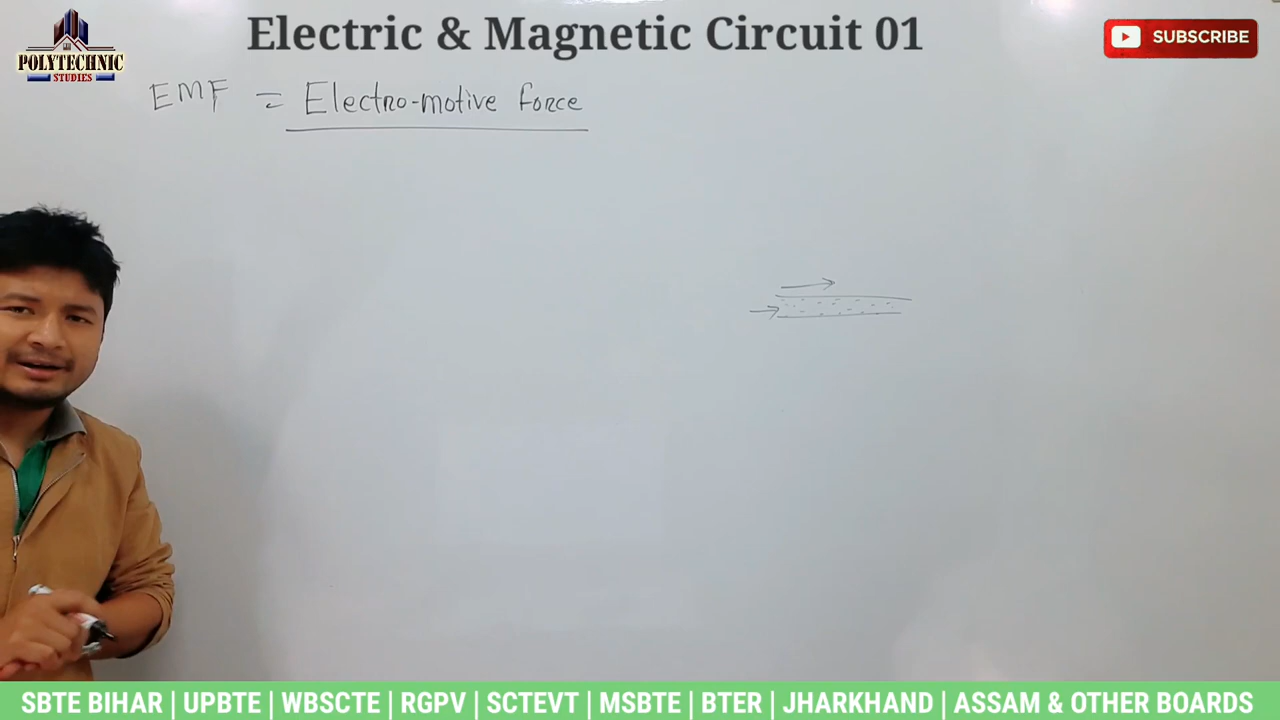 Electric & Magnetic Circuit 01
POLYTECHNIC
STUDIES
SUBSCRIBE
EMF = Electro-motive force
SBTE BIHAR | UPBTE | WBSCTE | RGPV | SCTEVT | MSBTE | BTER | JHARKHAND | ASSAM & OTHER BOARDS